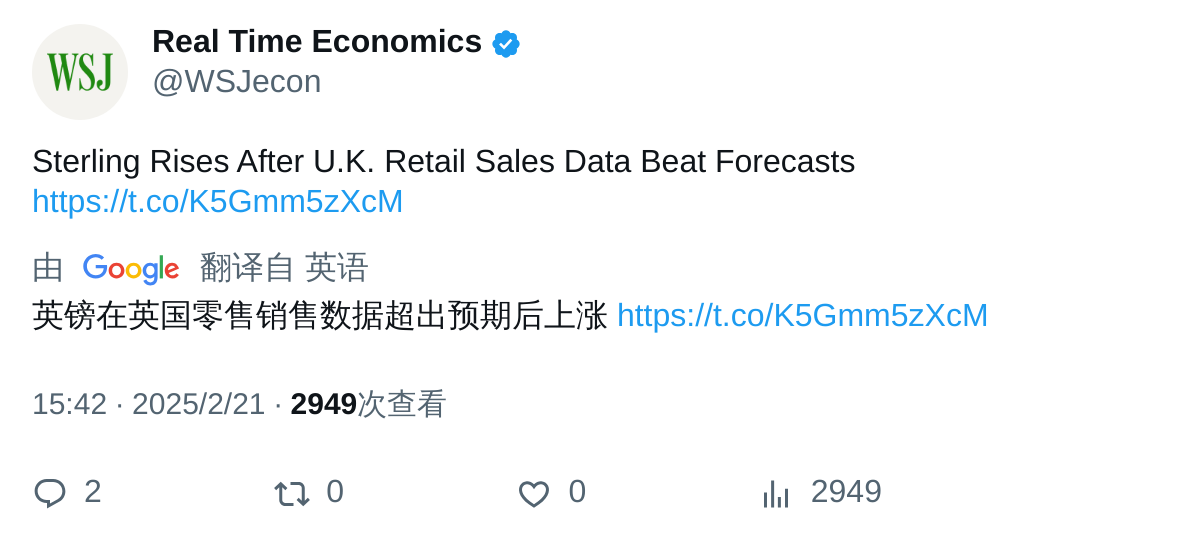 WSJ
Real Time Economics
@WSJecon
Sterling Rises After U.K. Retail Sales Data Beat Forecasts
https://t.co/K5Gmm5zXcM
由 Google 翻译自 英语
英镑在英国零售销售数据超出预期后上涨 https://t.co/K5Gmm5zXcM
15:42 · 2025/2/21 · 2949次查看
2 0 0 2949